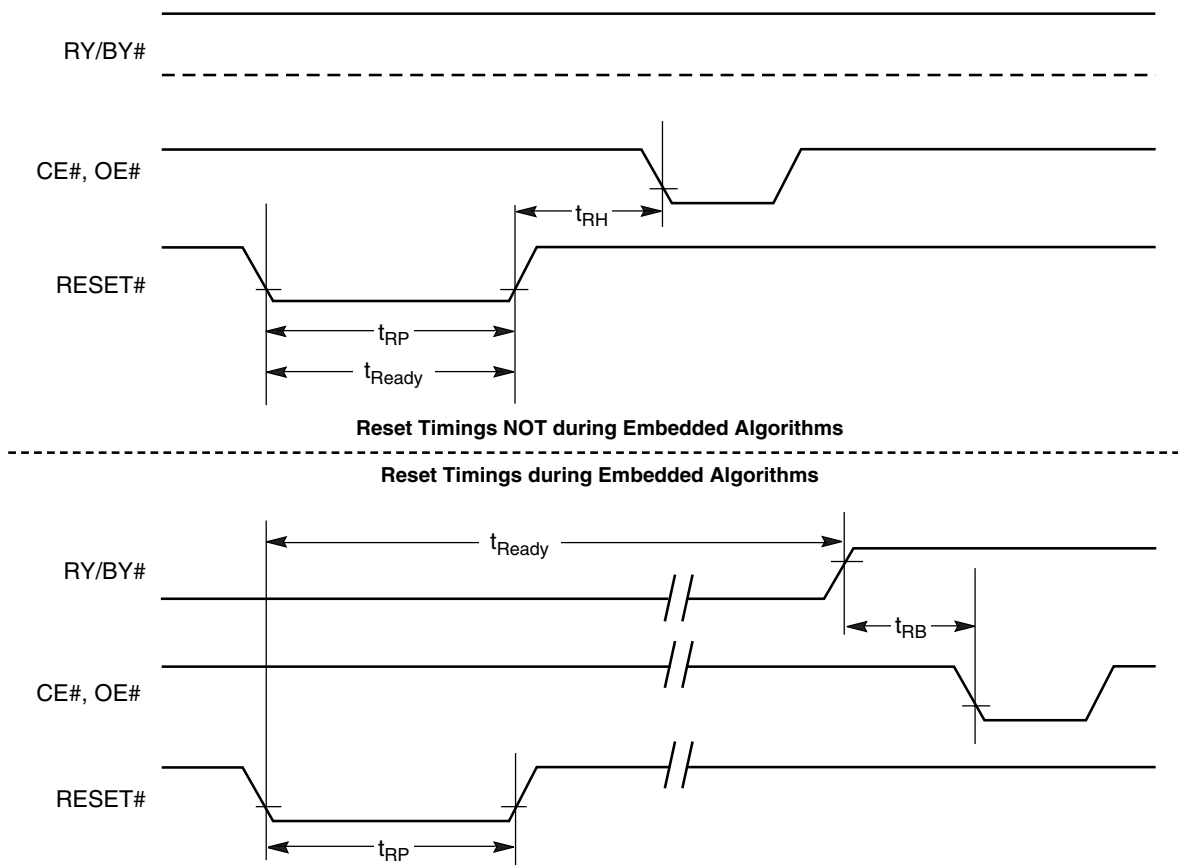 RY/BY#
CE#, OE#
tRH
RESET#
tRP
tReady
Reset Timings NOT during Embedded Algorithms
Reset Timings during Embedded Algorithms
tReady
RY/BY#
tRB
CE#, OE#
RESET#
tRP